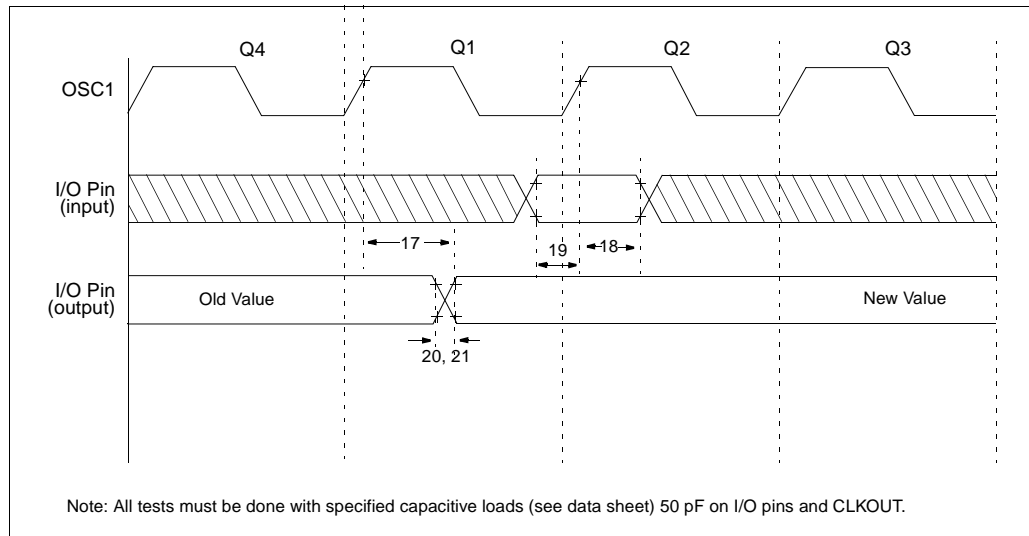 Q4 Q1 Q2 Q3
OSC1
I/O Pin
(input)
17 19 18
I/O Pin
(output)
Old Value New Value
20, 21
Note: All tests must be done with specified capacitive loads (see data sheet) 50 pF on I/O pins and CLKOUT.